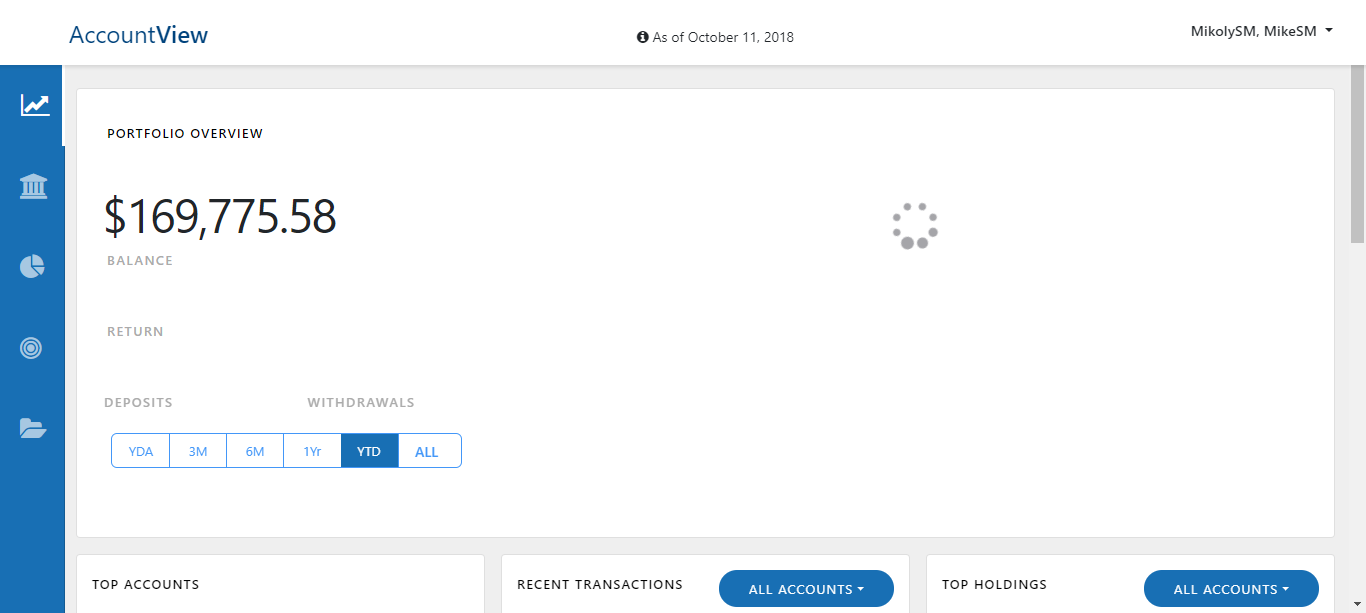 AccountView
As of October 11, 2018
MikolySM, MikeSM
PORTFOLIO OVERVIEW
$169,775.58
BALANCE
RETURN
DEPOSITS WITHDRAWALS
YDA 3M 6M 1Yr YTD ALL
TOP ACCOUNTS
RECENT TRANSACTIONS ALL ACCOUNTS
TOP HOLDINGS ALL ACCOUNTS